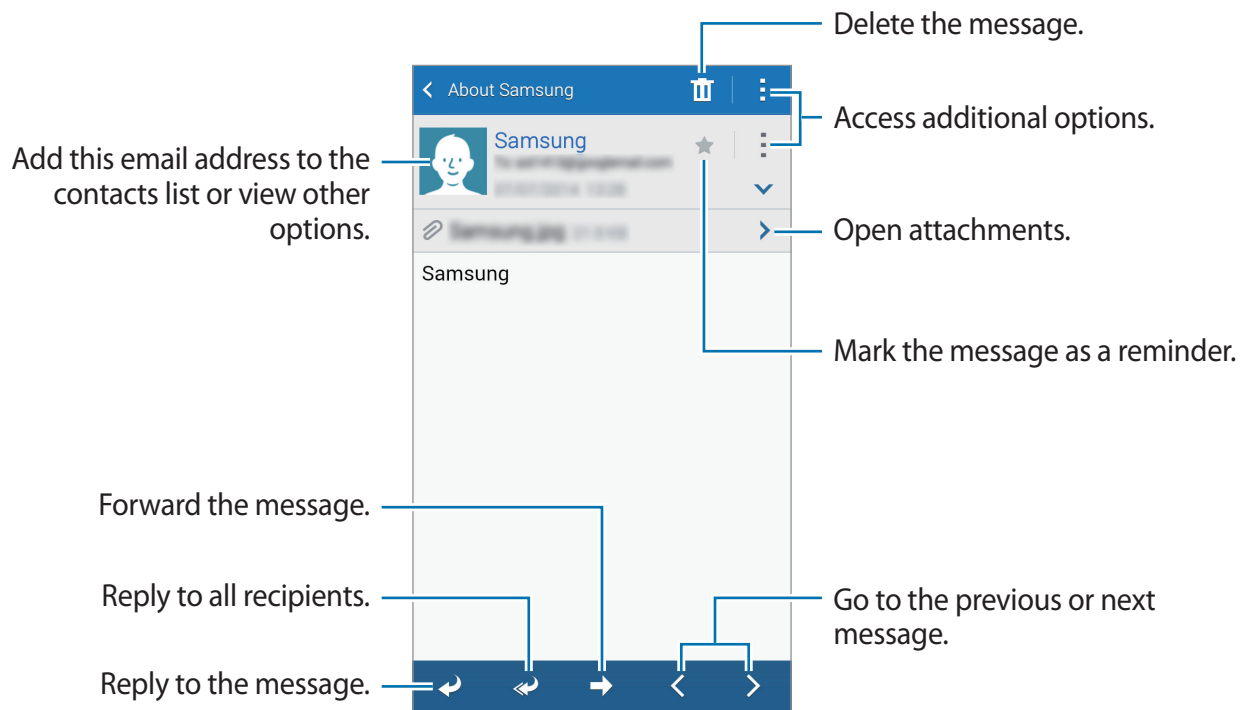 Delete the message.
About Samsung
Access additional options.
Samsung
Add this email address to the
contacts list or view other
options.
Open attachments.
Samsung
Mark the message as a reminder.
Forward the message.
Reply to all recipients.
Go to the previous or next
message.
Reply to the message.